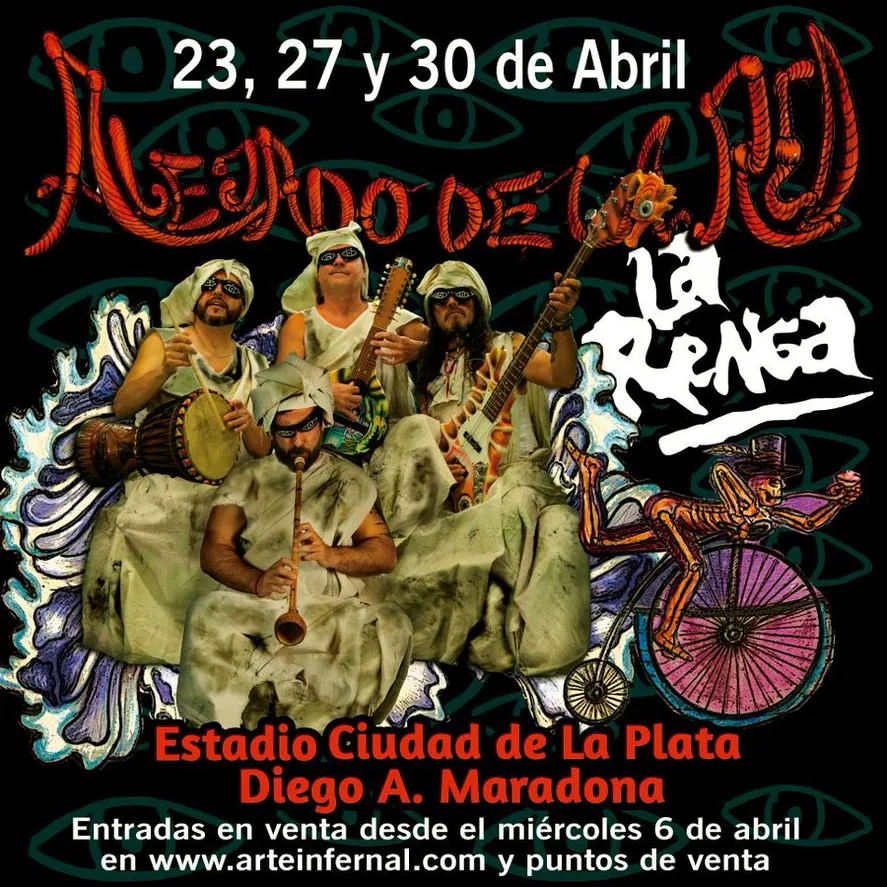 23, 27 y 30 de Abril
ALEJADO DE LA RED
La
Renga
Estadio Ciudad de La Plata
Diego A. Maradona
Entradas en venta desde el miércoles 6 de abril
en www.arteinfernal.com y puntos de venta